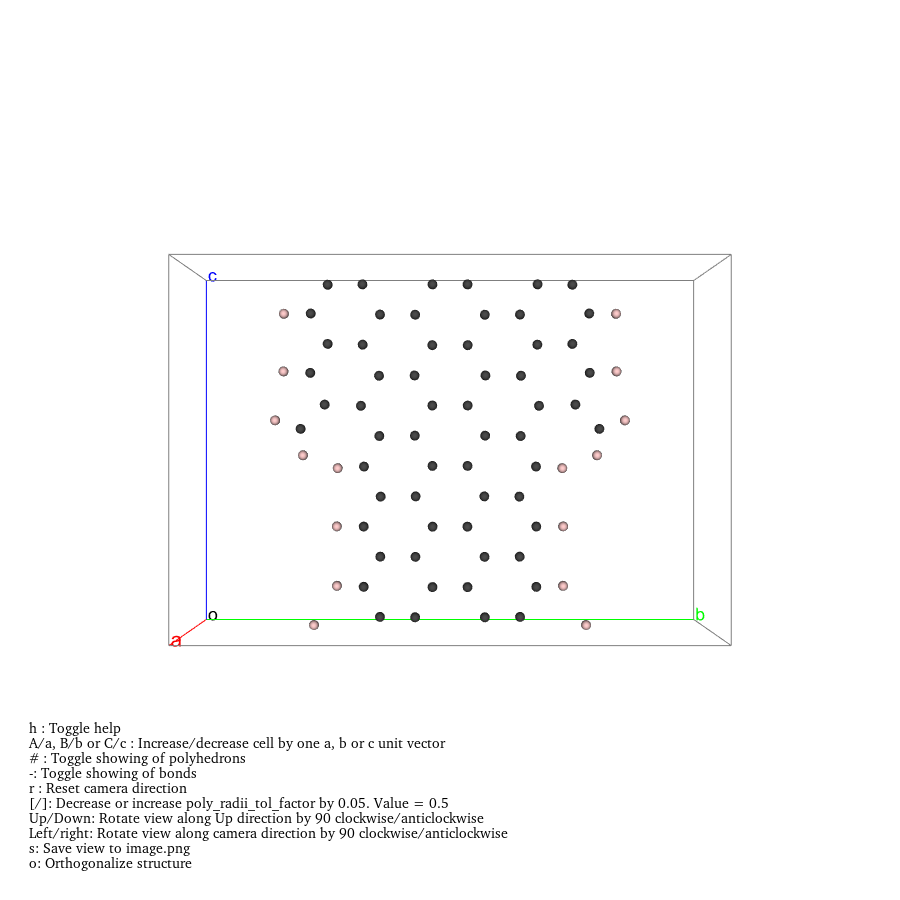 c
o
b
a
h : Toggle help
A/a, B/b or C/c : Increase/decrease cell by one a, b or c unit vector
# : Toggle showing of polyhedrons
-: Toggle showing of bonds
r : Reset camera direction
[/]: Decrease or increase poly_radii_tol_factor by 0.05. Value = 0.5
Up/Down: Rotate view along Up direction by 90 clockwise/anticlockwise
Left/right: Rotate view along camera direction by 90 clockwise/anticlockwise
s: Save view to image.png
o: Orthogonalize structure